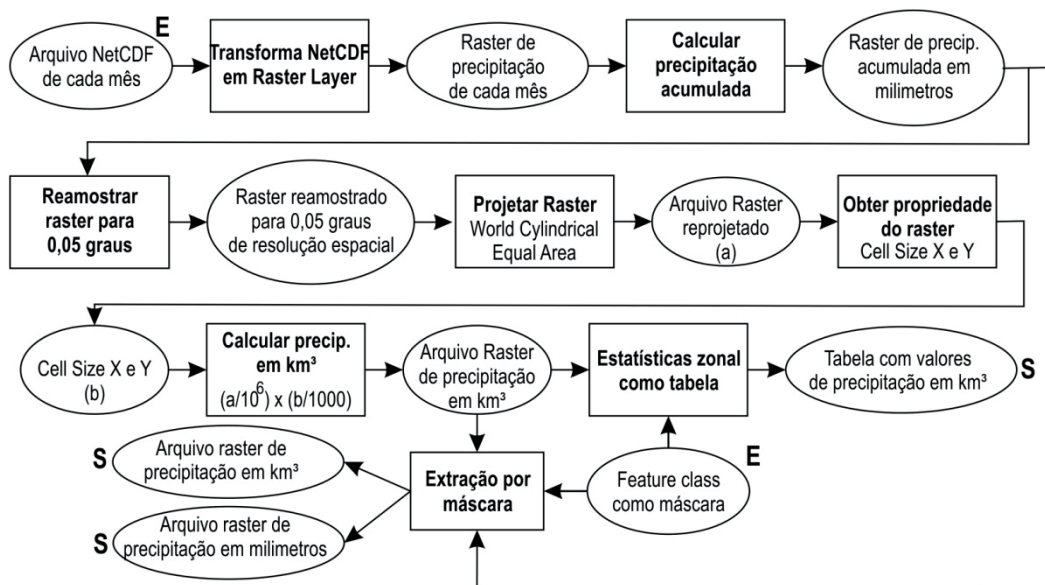 Arquivo NetCDF
de cada mês
E
Transforma NetCDF
em Raster Layer
Raster de
precipitação
de cada mês
Calcular
precipitação
acumulada
Raster de precip.
acumulada em
milimetros
Reamostrar
raster para
0,05 graus
Raster reamostrado
para 0,05 graus
de resolução espacial
Projetar Raster
World Cylindrical
Equal Area
Arquivo Raster
reprojetado
(a)
Obter propriedade
do raster
Cell Size X e Y
Cell Size X e Y
(b)
Calcular precip.
em km³
(a/10⁶) x (b/1000)
Arquivo Raster
de precipitação
em km³
Estatísticas zonal
como tabela
Tabela com valores
de precipitação em km³
S
S
Arquivo raster de
precipitação em km³
Extração por
máscara
Feature class
como máscara
E
S
Arquivo raster de
precipitação em milimetros